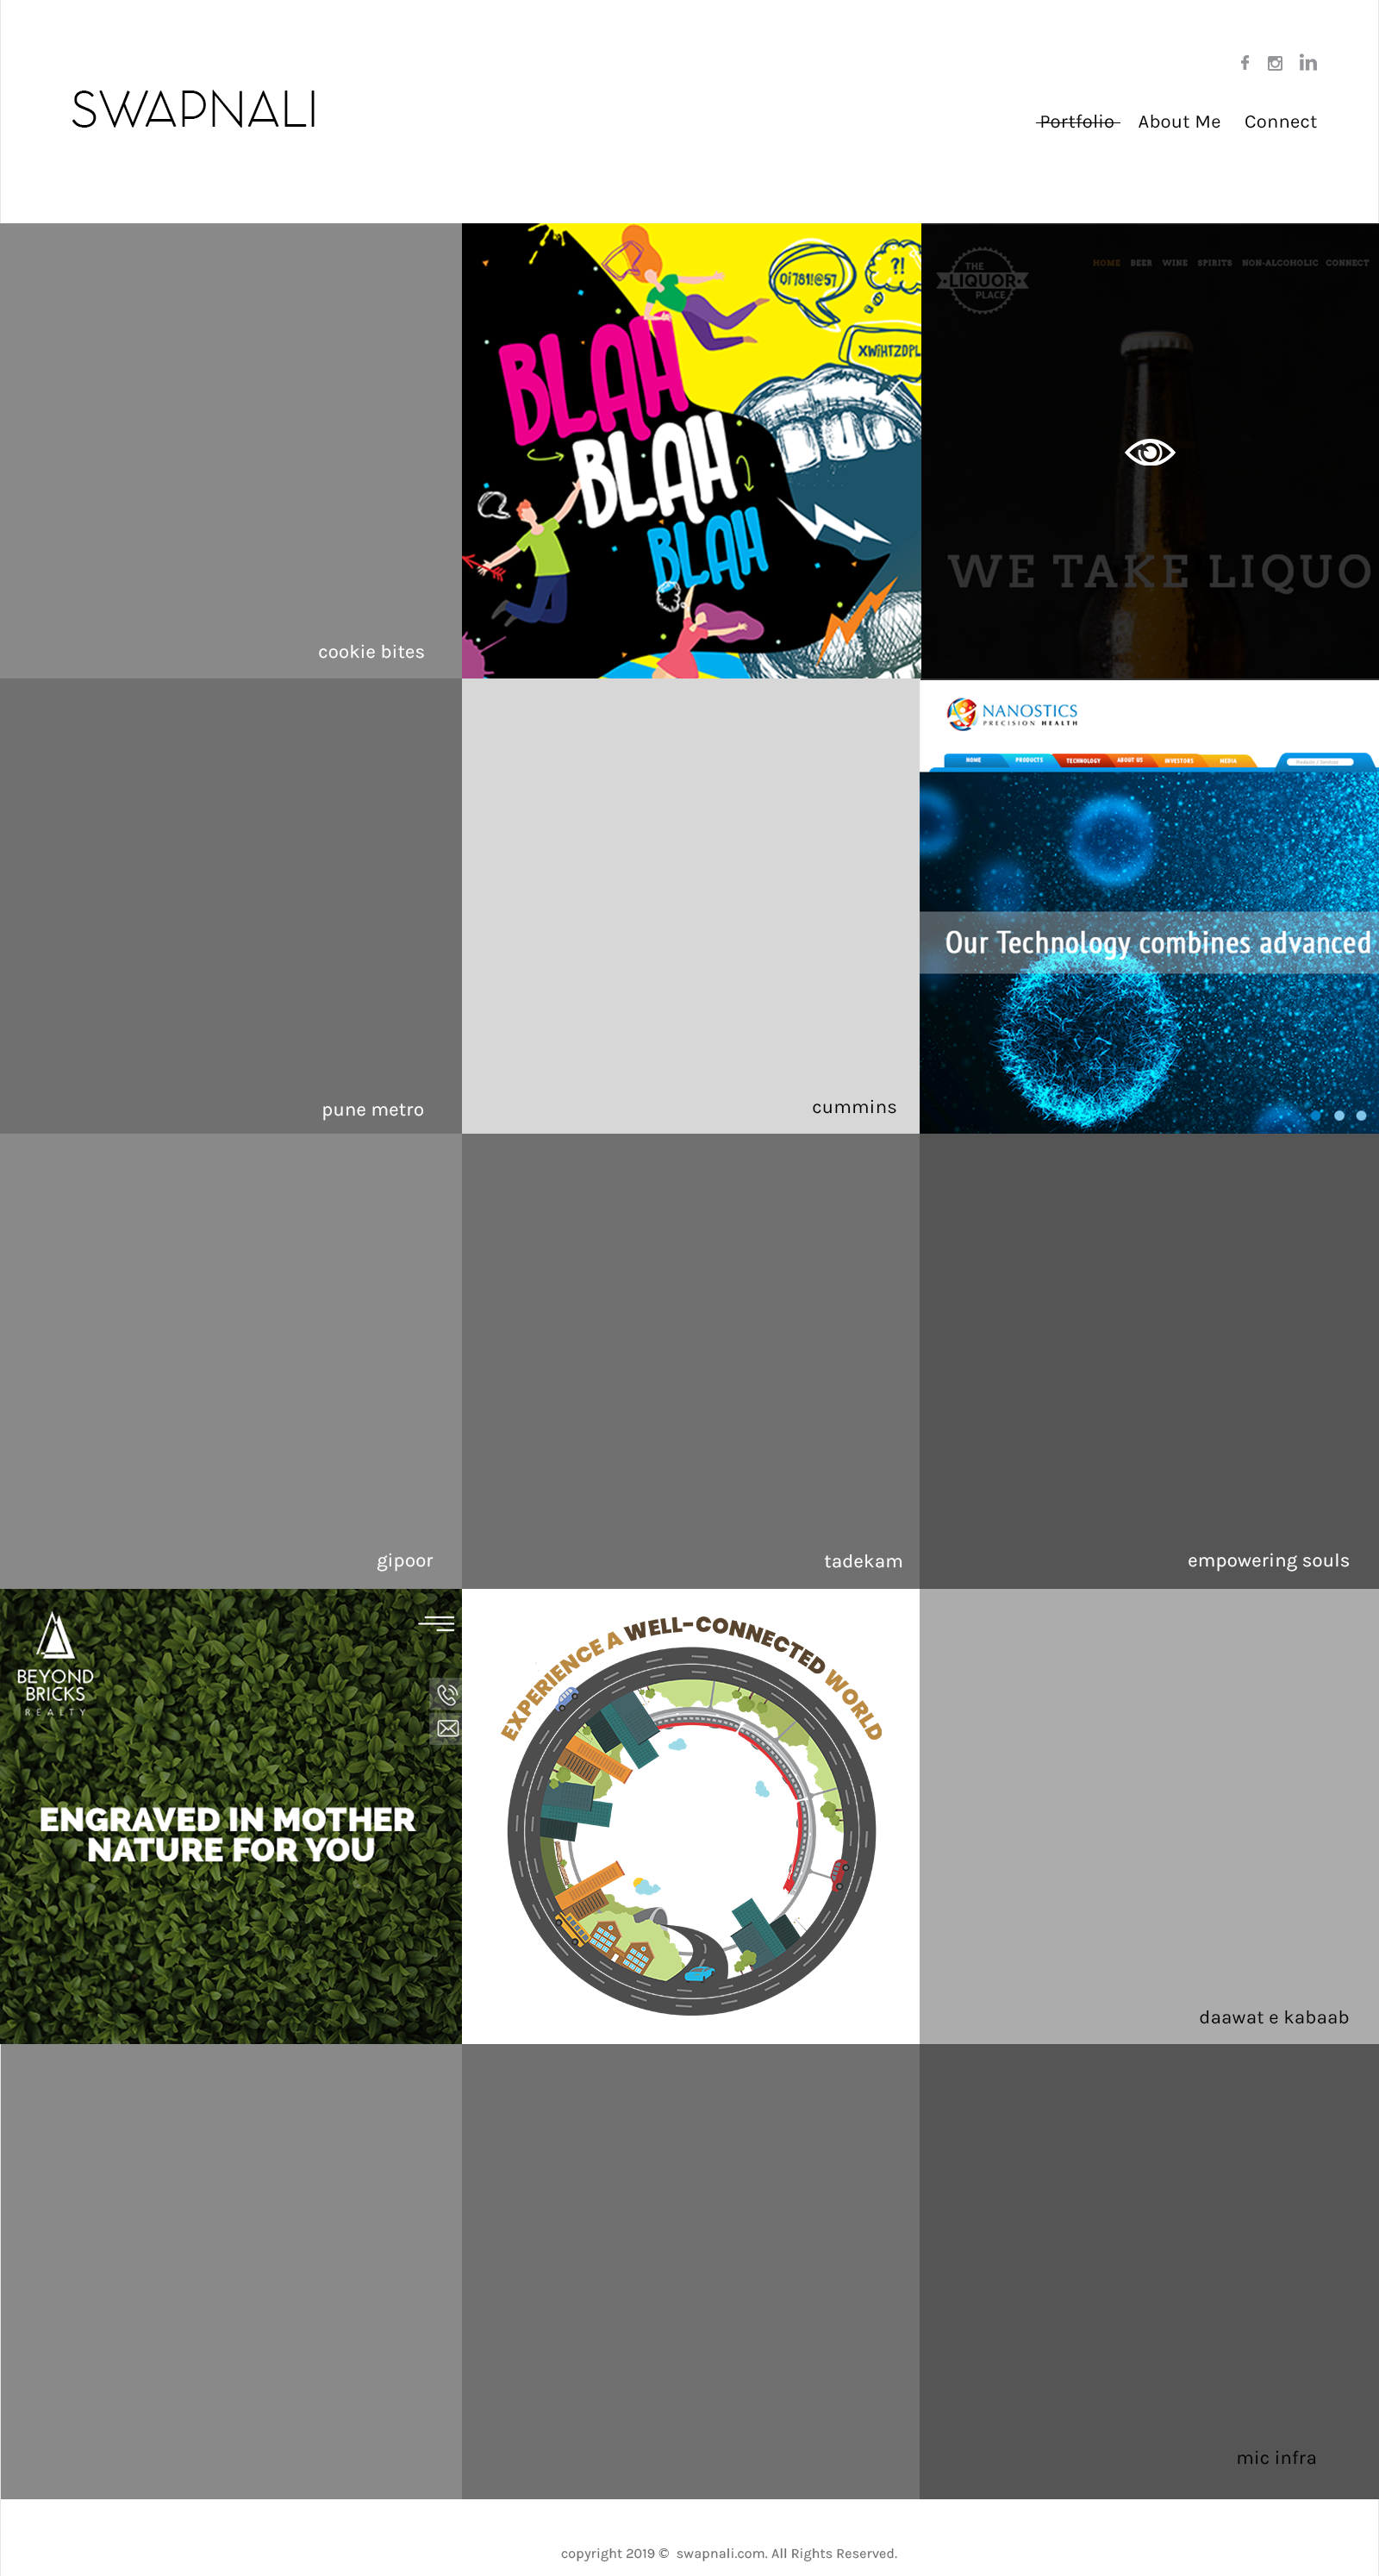 SWAPNALI
Portfolio About Me Connect
Qi781!@57
?!
XWiHTZDPL
BLAH
BLAH
BLAH
THE
LIQUOR
PLACE
HOME BEER WINE SPIRITS NON-ALCOHOLIC CONNECT
WE TAKE LIQUO
cookie bites
NANOSTICS
PRECISION HEALTH
HOME PRODUCTS TECHNOLOGY ABOUT US INVESTORS MEDIA
Our Technology combines advanced
pune metro
cummins
gipoor
tadekam
empowering souls
BEYOND
BRICKS
REALTY
ENGRAVED IN MOTHER
NATURE FOR YOU
EXPERIENCE A WELL-CONNECTED WORLD
daawat e kabaab
mic infra
copyright 2019 © swapnali.com. All Rights Reserved.